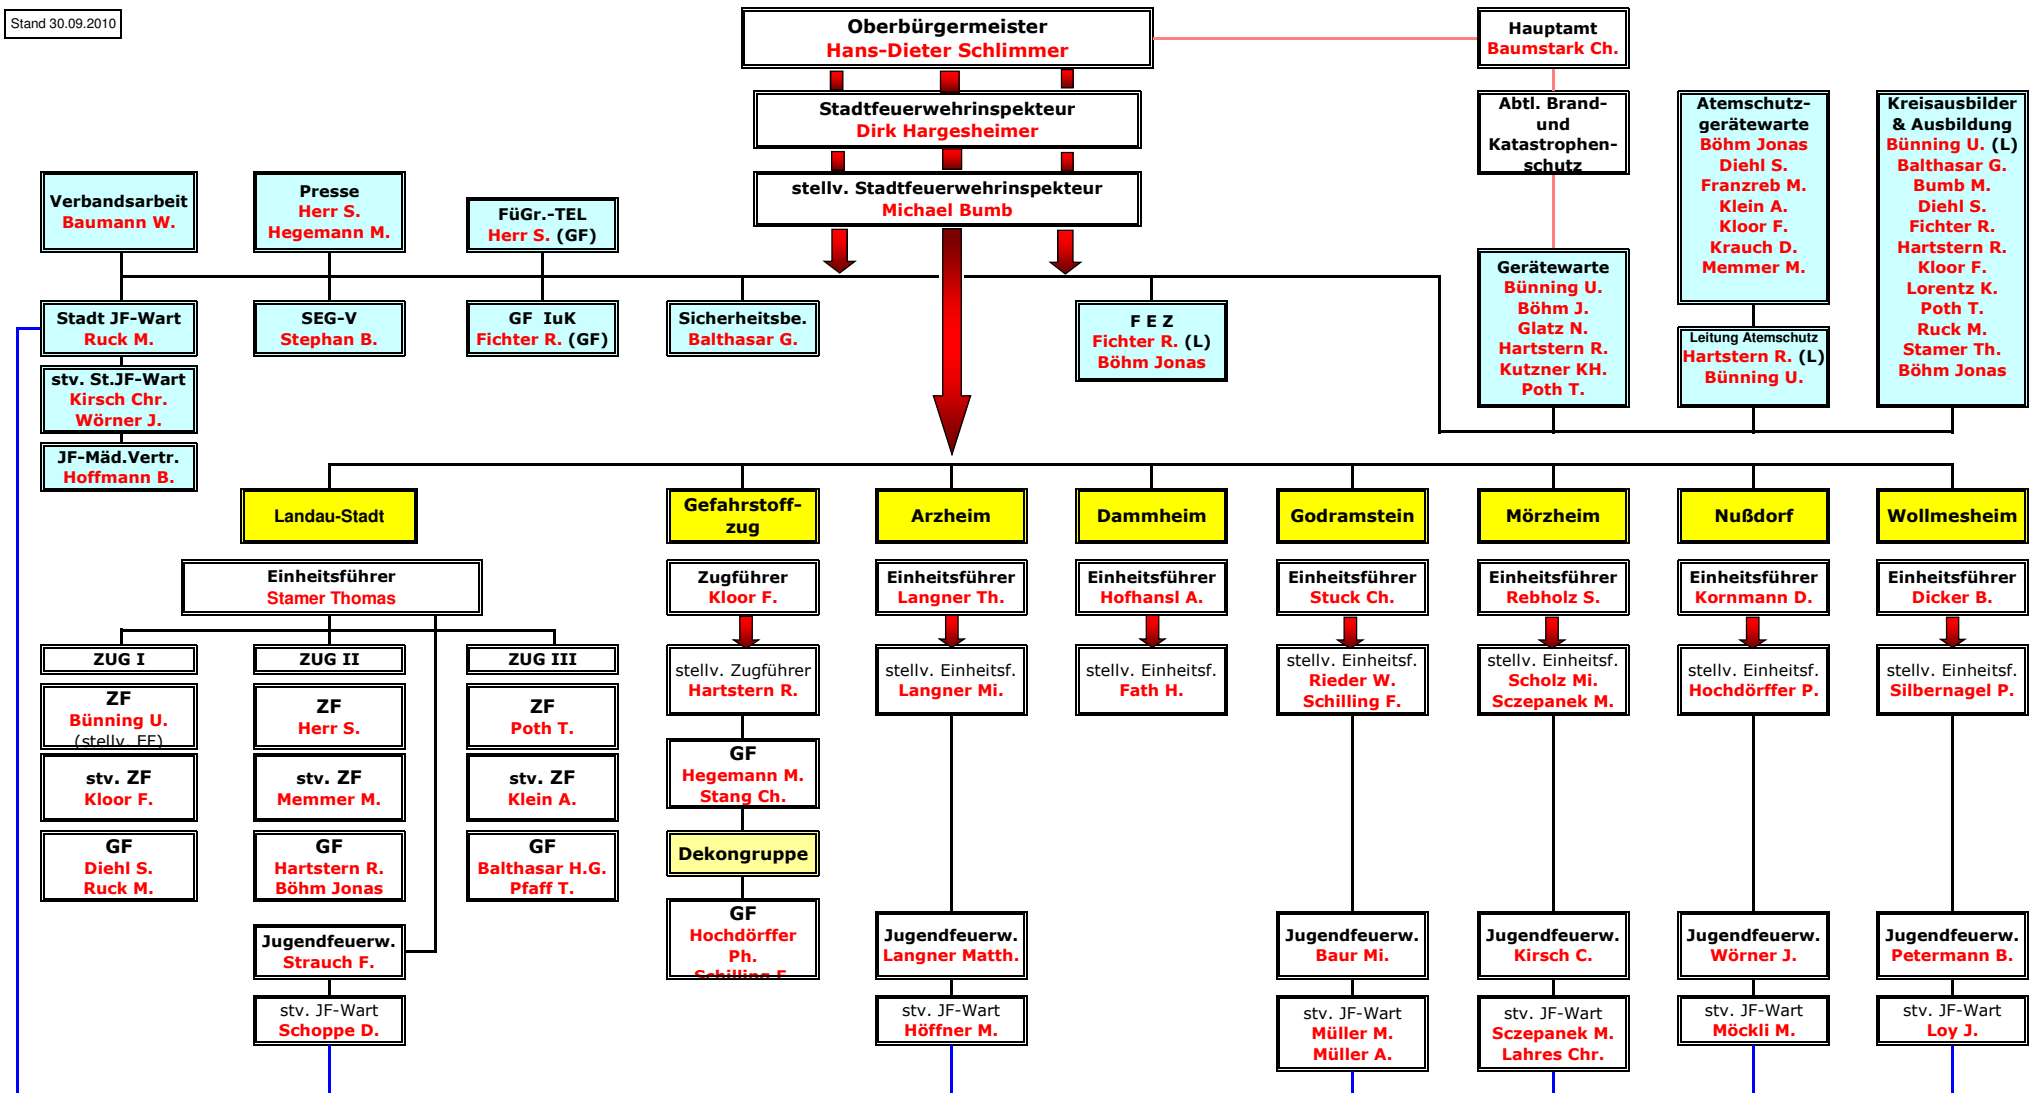 Stand 30.09.2010
Oberbürgermeister
Hans-Dieter Schlimmer
Hauptamt
Baumstark Ch.
Stadtfeuerwehrinspekteur
Dirk Hargesheimer
Abtl. Brand-
und
Katastrophen-
schutz
Atemschutz-
gerätewarte
Böhm Jonas
Diehl S.
Franzreb M.
Klein A.
Kloor F.
Krauch D.
Memmer M.
Kreisausbilder
& Ausbildung
Bünning U. (L)
Balthasar G.
Bumb M.
Diehl S.
Fichter R.
Hartstern R.
Kloor F.
Lorentz K.
Poth T.
Ruck M.
Stamer Th.
Böhm Jonas
stellv. Stadtfeuerwehrinspekteur
Michael Bumb
Verbandsarbeit
Baumann W.
Presse
Herr S.
Hegemann M.
FüGr.-TEL
Herr S. (GF)
Gerätewarte
Bünning U.
Böhm J.
Glatz N.
Hartstern R.
Kutzner KH.
Poth T.
Stadt JF-Wart
Ruck M.
SEG-V
Stephan B.
GF IuK
Fichter R. (GF)
Sicherheitsbe.
Balthasar G.
F E Z
Fichter R. (L)
Böhm Jonas
Leitung Atemschutz
Hartstern R. (L)
Bünning U.
stv. St.JF-Wart
Kirsch Chr.
Wörner J.
JF-Mäd.Vertr.
Hoffmann B.
Landau-Stadt
Gefahrstoff-
zug
Arzheim
Dammheim
Godramstein
Mörzheim
Nußdorf
Wollmesheim
Einheitsführer
Stamer Thomas
Zugführer
Kloor F.
Einheitsführer
Langner Th.
Einheitsführer
Hofhansl A.
Einheitsführer
Stuck Ch.
Einheitsführer
Rebholz S.
Einheitsführer
Kornmann D.
Einheitsführer
Dicker B.
ZUG I
ZUG II
ZUG III
stellv. Zugführer
Hartstern R.
stellv. Einheitsf.
Langner Mi.
stellv. Einheitsf.
Fath H.
stellv. Einheitsf.
Rieder W.
Schilling F.
stellv. Einheitsf.
Scholz Mi.
Sczepanek M.
stellv. Einheitsf.
Hochdörffer P.
stellv. Einheitsf.
Silbernagel P.
ZF
Bünning U.
(stellv. EF)
ZF
Herr S.
ZF
Poth T.
stv. ZF
Kloor F.
stv. ZF
Memmer M.
stv. ZF
Klein A.
GF
Hegemann M.
Stang Ch.
GF
Diehl S.
Ruck M.
GF
Hartstern R.
Böhm Jonas
GF
Balthasar H.G.
Pfaff T.
Dekongruppe
GF
Hochdörffer
Ph.
Schilling F.
Jugendfeuerw.
Strauch F.
Jugendfeuerw.
Langner Matth.
Jugendfeuerw.
Baur Mi.
Jugendfeuerw.
Kirsch C.
Jugendfeuerw.
Wörner J.
Jugendfeuerw.
Petermann B.
stv. JF-Wart
Schoppe D.
stv. JF-Wart
Höffner M.
stv. JF-Wart
Müller M.
Müller A.
stv. JF-Wart
Sczepanek M.
Lahres Chr.
stv. JF-Wart
Möckli M.
stv. JF-Wart
Loy J.